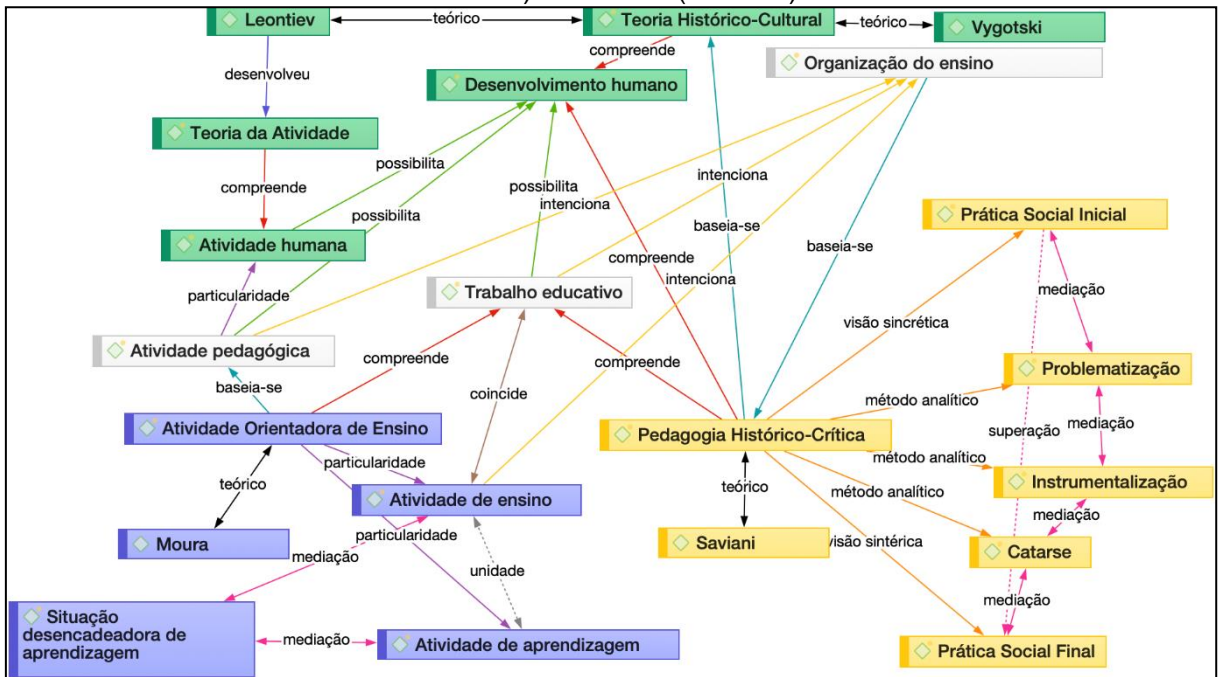 Leontiev
teórico
Teoria Histórico-Cultural
teórico
Vygotski
compreende
Organização do ensino
desenvolveu
Desenvolvimento humano
Teoria da Atividade
possibilita
intenciona
compreende
possibilita
possibilita
intenciona
Prática Social Inicial
baseia-se
Atividade humana
baseia-se
compreende
intenciona
particularidade
Trabalho educativo
mediação
visão sincrética
Atividade pedagógica
compreende
compreende
Problematização
baseia-se
coincide
método analítico
Atividade Orientadora de Ensino
Pedagogia Histórico-Crítica
superação
mediação
particularidade
método analítico
Instrumentalização
Atividade de ensino
teórico
método analítico
teórico
mediação
particularidade
Moura
Saviani
visão sintérica
Catarse
mediação
unidade
mediação
Situação
desencadeadora de
aprendizagem
mediação
Atividade de aprendizagem
Prática Social Final